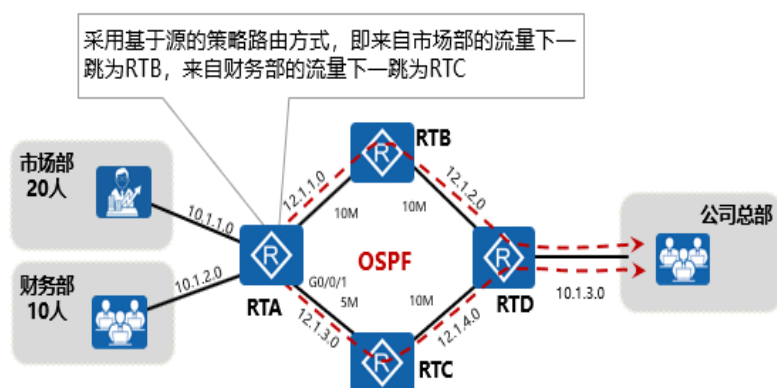 采用基于源的策略路由方式，即来自市场部的流量下一
跳为RTB，来自财务部的流量下一跳为RTC
RTB
市场部
20人
12.1.1.0
12.1.2.0
10M
10M
公司总部
10.1.1.0
R
R
R
R
OSPF
财务部
10人
10.1.2.0
G0/0/1
RTA
5M
10M
RTD
10.1.3.0
12.1.3.0
12.1.4.0
RTC